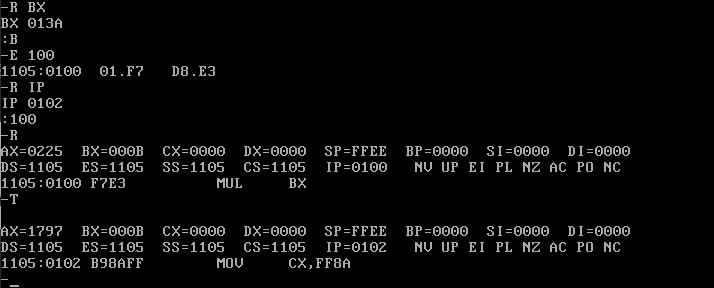 -R BX
BX 013A
:B
-E 100
1105:0100  01.F7   D8.E3
-R IP
IP 0102
:100
-R
AX=0225  BX=000B  CX=0000  DX=0000  SP=FFEE  BP=0000  SI=0000  DI=0000
DS=1105  ES=1105  SS=1105  CS=1105  IP=0100   NV UP EI PL NZ AC PO NC
1105:0100 F7E3          MUL     BX
-T
AX=1797  BX=000B  CX=0000  DX=0000  SP=FFEE  BP=0000  SI=0000  DI=0000
DS=1105  ES=1105  SS=1105  CS=1105  IP=0102   NV UP EI PL NZ AC PO NC
1105:0102 B98AFF        MOV     CX,FF8A
-_